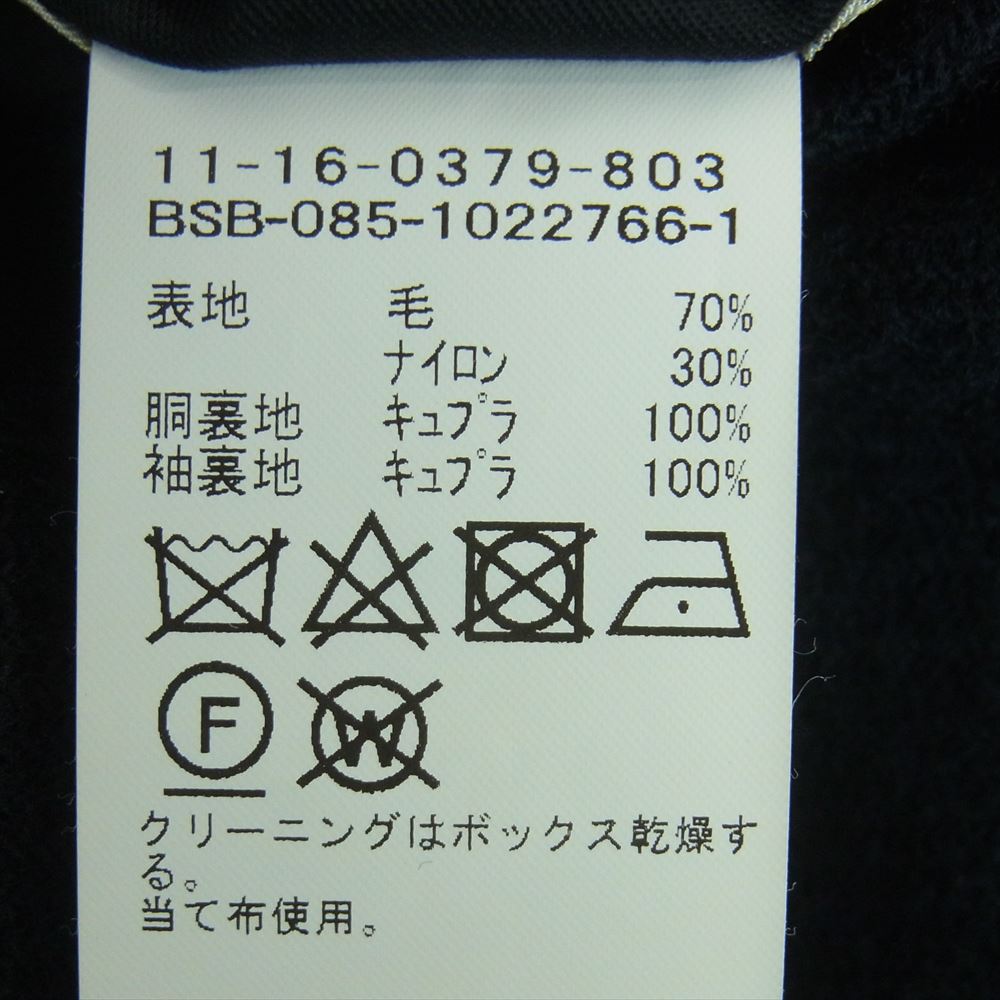 11-16-0379-803
BSB-085-1022766-1
表地 毛 70%
ナイロン 30%
胴裏地 キュプラ 100%
袖裏地 キュプラ 100%
F
W
クリーニングはボックス乾燥す
る。
当て布使用。